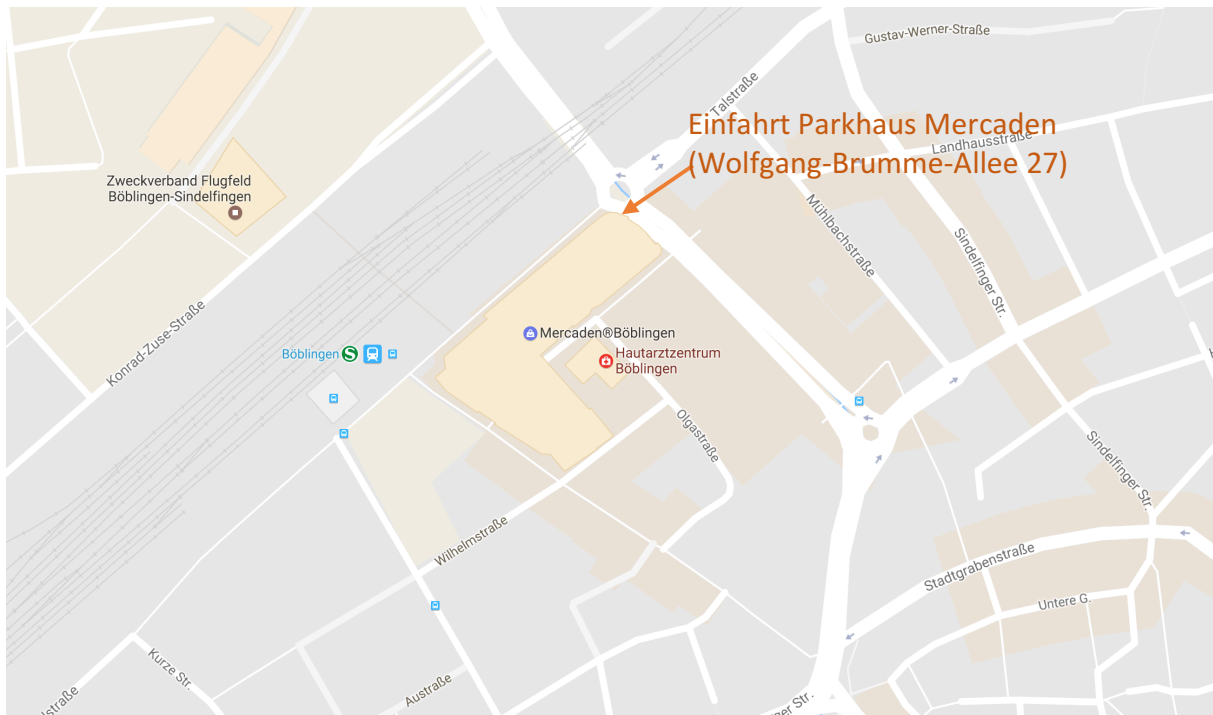 Gustav-Werner-Straße
Talstraße
Einfahrt Parkhaus Mercaden
(Wolfgang-Brumme-Allee 27)
Landhausstraße
Zweckverband Flugfeld
Böblingen-Sindelfingen
Mühlbachstraße
Sindelfinger Str.
Konrad-Zuse-Straße
Mercaden®Böblingen
Böblingen
S
Hautarztzentrum
Böblingen
Olgastraße
Sindelfinger Str.
Wilhelmstraße
Stadtgrabenstraße
Untere G.
Kurze Str.
Austraße